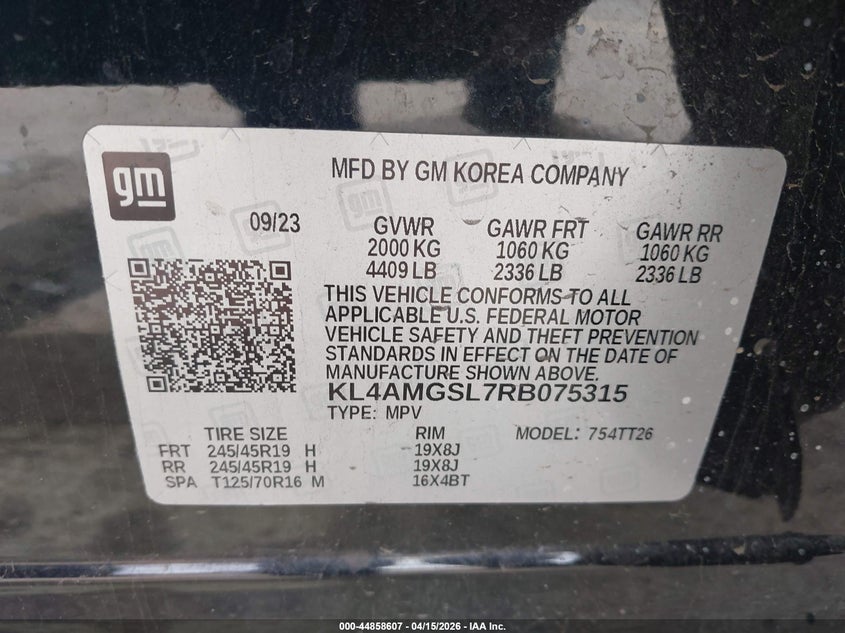 gm
MFD BY GM KOREA COMPANY
09/23
GVWR GAWR FRT GAWR RR
2000 KG 1060 KG 1060 KG
4409 LB 2336 LB 2336 LB
THIS VEHICLE CONFORMS TO ALL
APPLICABLE U.S. FEDERAL MOTOR
VEHICLE SAFETY AND THEFT PREVENTION
STANDARDS IN EFFECT ON THE DATE OF
MANUFACTURE SHOWN ABOVE.
KL4AMGSL7RB075315
TYPE: MPV
TIRE SIZE RIM MODEL: 754TT26
FRT 245/45R19 H 19X8J
RR 245/45R19 H 19X8J
SPA T125/70R16 M 16X4BT
000-44858607 - 04/15/2026 - IAA Inc.